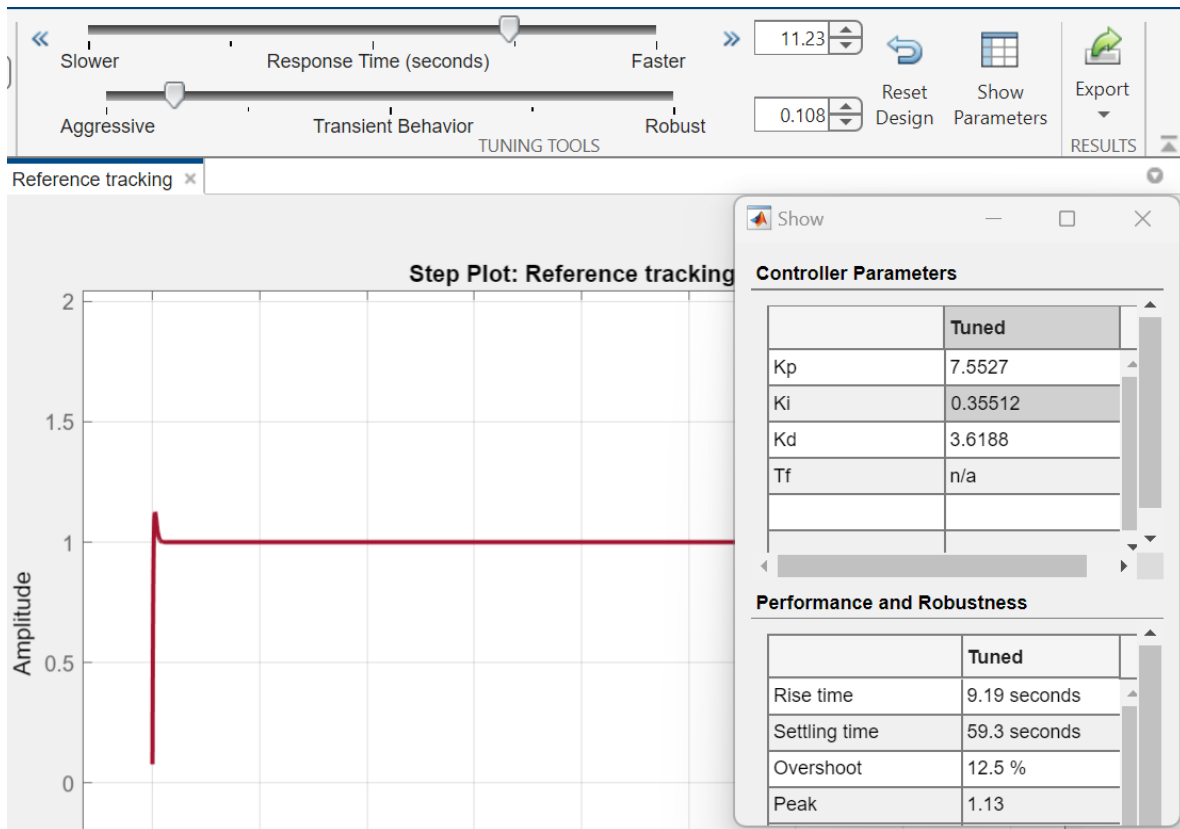 11.23
Slower Response Time (seconds) Faster
Reset Design
Show Parameters
Export
0.108
Aggressive Transient Behavior Robust
TUNING TOOLS
RESULTS
Reference tracking
Show
Step Plot: Reference tracking
Controller Parameters
Tuned
Kp 7.5527
Ki 0.35512
Kd 3.6188
Tf n/a
Performance and Robustness
Tuned
Rise time 9.19 seconds
Settling time 59.3 seconds
Overshoot 12.5 %
Peak 1.13
Amplitude
2
1.5
1
0.5
0